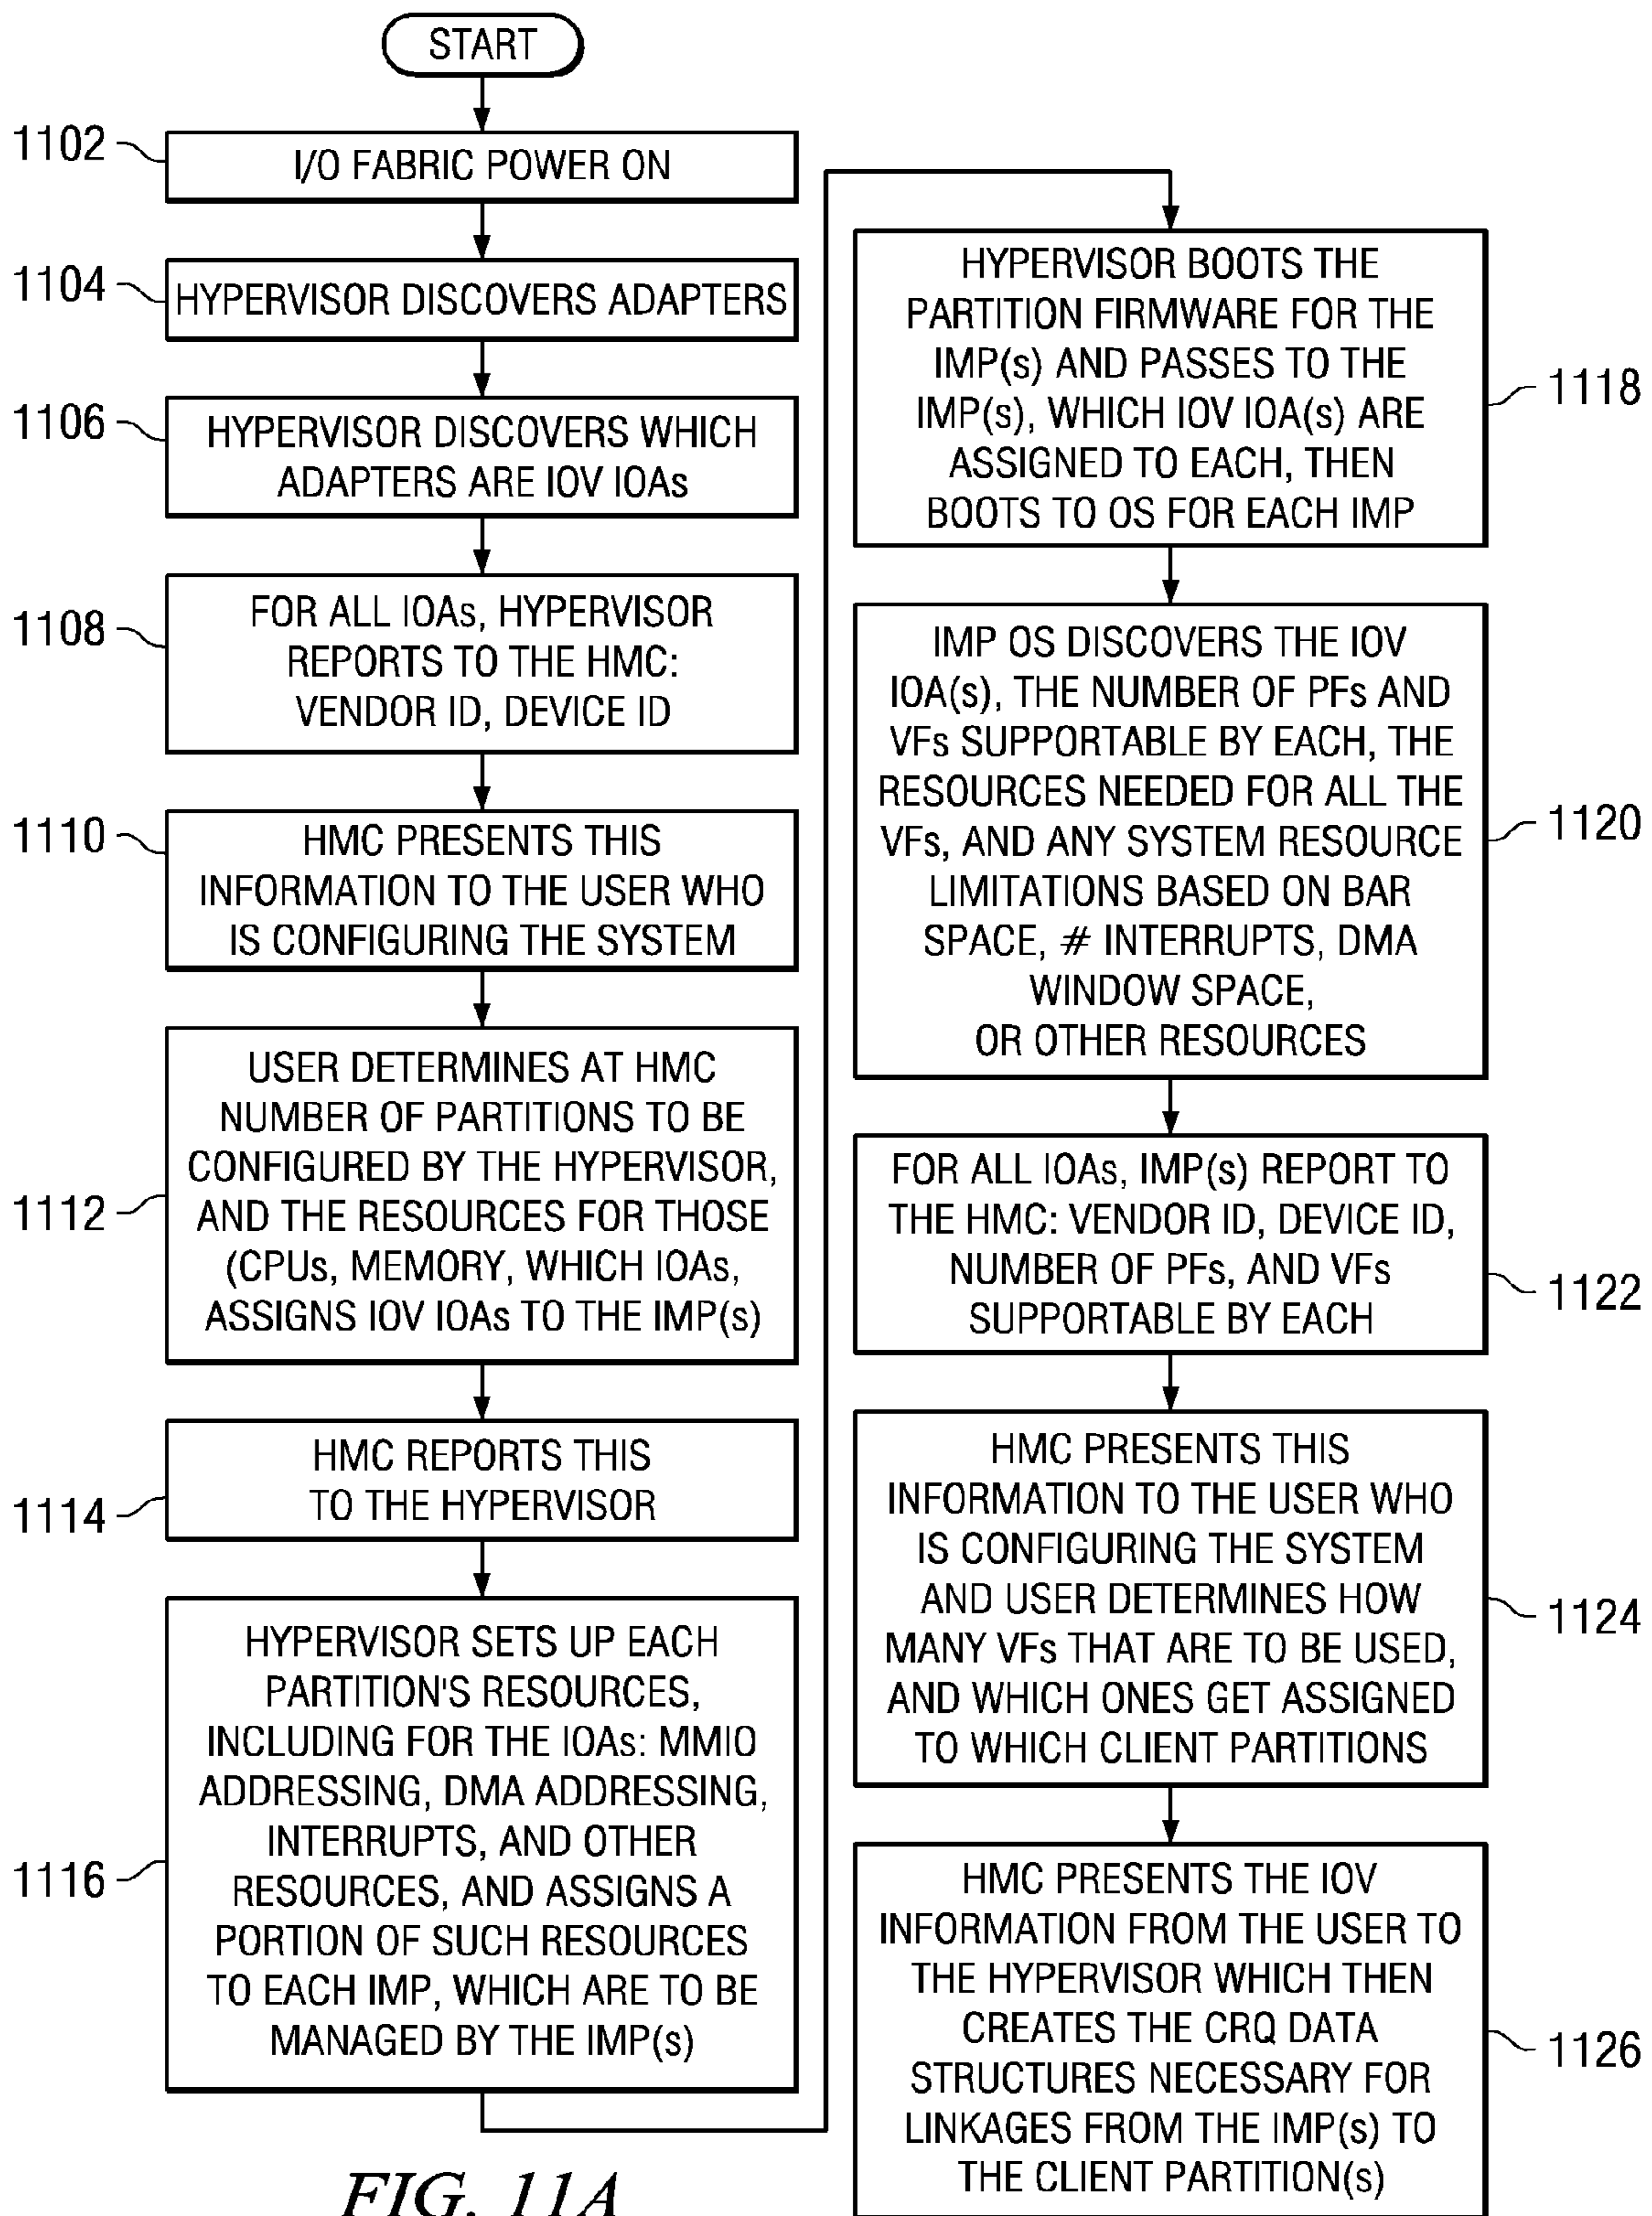 START
1102
I/O FABRIC POWER ON
1104
HYPERVISOR DISCOVERS ADAPTERS
1106
HYPERVISOR DISCOVERS WHICH
ADAPTERS ARE IOV IOAs
1108
FOR ALL IOAs, HYPERVISOR
REPORTS TO THE HMC:
VENDOR ID, DEVICE ID
1110
HMC PRESENTS THIS
INFORMATION TO THE USER WHO
IS CONFIGURING THE SYSTEM
1112
USER DETERMINES AT HMC
NUMBER OF PARTITIONS TO BE
CONFIGURED BY THE HYPERVISOR,
AND THE RESOURCES FOR THOSE
(CPUs, MEMORY, WHICH IOAs,
ASSIGNS IOV IOAs TO THE IMP(s)
1114
HMC REPORTS THIS
TO THE HYPERVISOR
1116
HYPERVISOR SETS UP EACH
PARTITION'S RESOURCES,
INCLUDING FOR THE IOAs: MMIO
ADDRESSING, DMA ADDRESSING,
INTERRUPTS, AND OTHER
RESOURCES, AND ASSIGNS A
PORTION OF SUCH RESOURCES
TO EACH IMP, WHICH ARE TO BE
MANAGED BY THE IMP(s)
HYPERVISOR BOOTS THE
PARTITION FIRMWARE FOR THE
IMP(s) AND PASSES TO THE
IMP(s), WHICH IOV IOA(s) ARE
ASSIGNED TO EACH, THEN
BOOTS TO OS FOR EACH IMP
1118
IMP OS DISCOVERS THE IOV
IOA(s), THE NUMBER OF PFs AND
VFs SUPPORTABLE BY EACH, THE
RESOURCES NEEDED FOR ALL THE
VFs, AND ANY SYSTEM RESOURCE
LIMITATIONS BASED ON BAR
SPACE, # INTERRUPTS, DMA
WINDOW SPACE,
OR OTHER RESOURCES
1120
FOR ALL IOAs, IMP(s) REPORT TO
THE HMC: VENDOR ID, DEVICE ID,
NUMBER OF PFs, AND VFs
SUPPORTABLE BY EACH
1122
HMC PRESENTS THIS
INFORMATION TO THE USER WHO
IS CONFIGURING THE SYSTEM
AND USER DETERMINES HOW
MANY VFs THAT ARE TO BE USED,
AND WHICH ONES GET ASSIGNED
TO WHICH CLIENT PARTITIONS
1124
HMC PRESENTS THE IOV
INFORMATION FROM THE USER TO
THE HYPERVISOR WHICH THEN
CREATES THE CRQ DATA
STRUCTURES NECESSARY FOR
LINKAGES FROM THE IMP(s) TO
THE CLIENT PARTITION(s)
1126
FIG. 11A